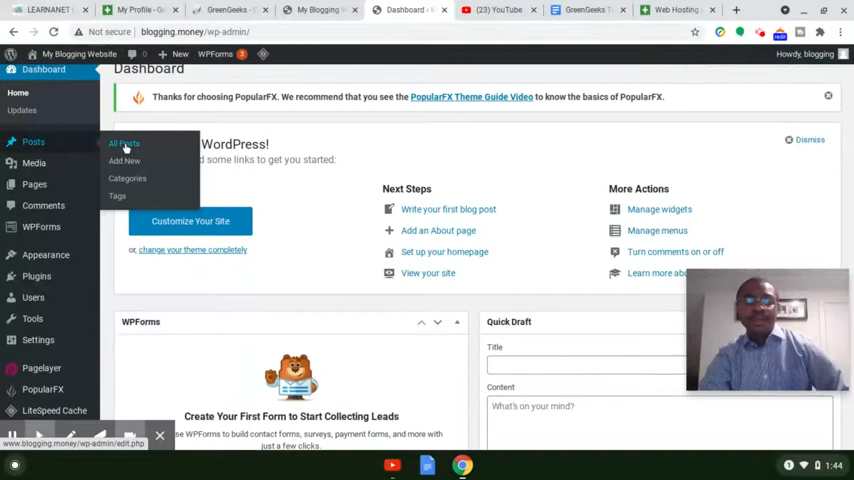 LEARNANET
My Profile - G
GreenGeeks - S
My Blogging W
Dashboard ‹ M
(23) YouTube
GreenGeeks Tu
Web Hosting
Not secure
blogging.money/wp-admin/
My Blogging Website
0
New
WPForms
3
Howdy, blogging
Dashboard
Home
Updates
Posts
Media
Pages
Comments
WPForms
Appearance
Plugins
Users
Tools
Settings
Pagelayer
PopularFX
LiteSpeed Cache
All Posts
Add New
Categories
Tags
Dashboard
Thanks for choosing PopularFX. We recommend that you see the PopularFX Theme Guide Video to know the basics of PopularFX.
WordPress!
Dismiss
d some links to get you started:
Customize Your Site
or, change your theme completely
Next Steps
Write your first blog post
Add an About page
Set up your homepage
View your site
More Actions
Manage widgets
Manage menus
Turn comments on or off
Learn more abo
WPForms
Create Your First Form to Start Collecting Leads
se WPForms to build contact forms, surveys, payment forms, and more with
just a few clicks.
Quick Draft
Title
Content
What's on your mind?
www.blogging.money/wp-admin/edit.php
1:44